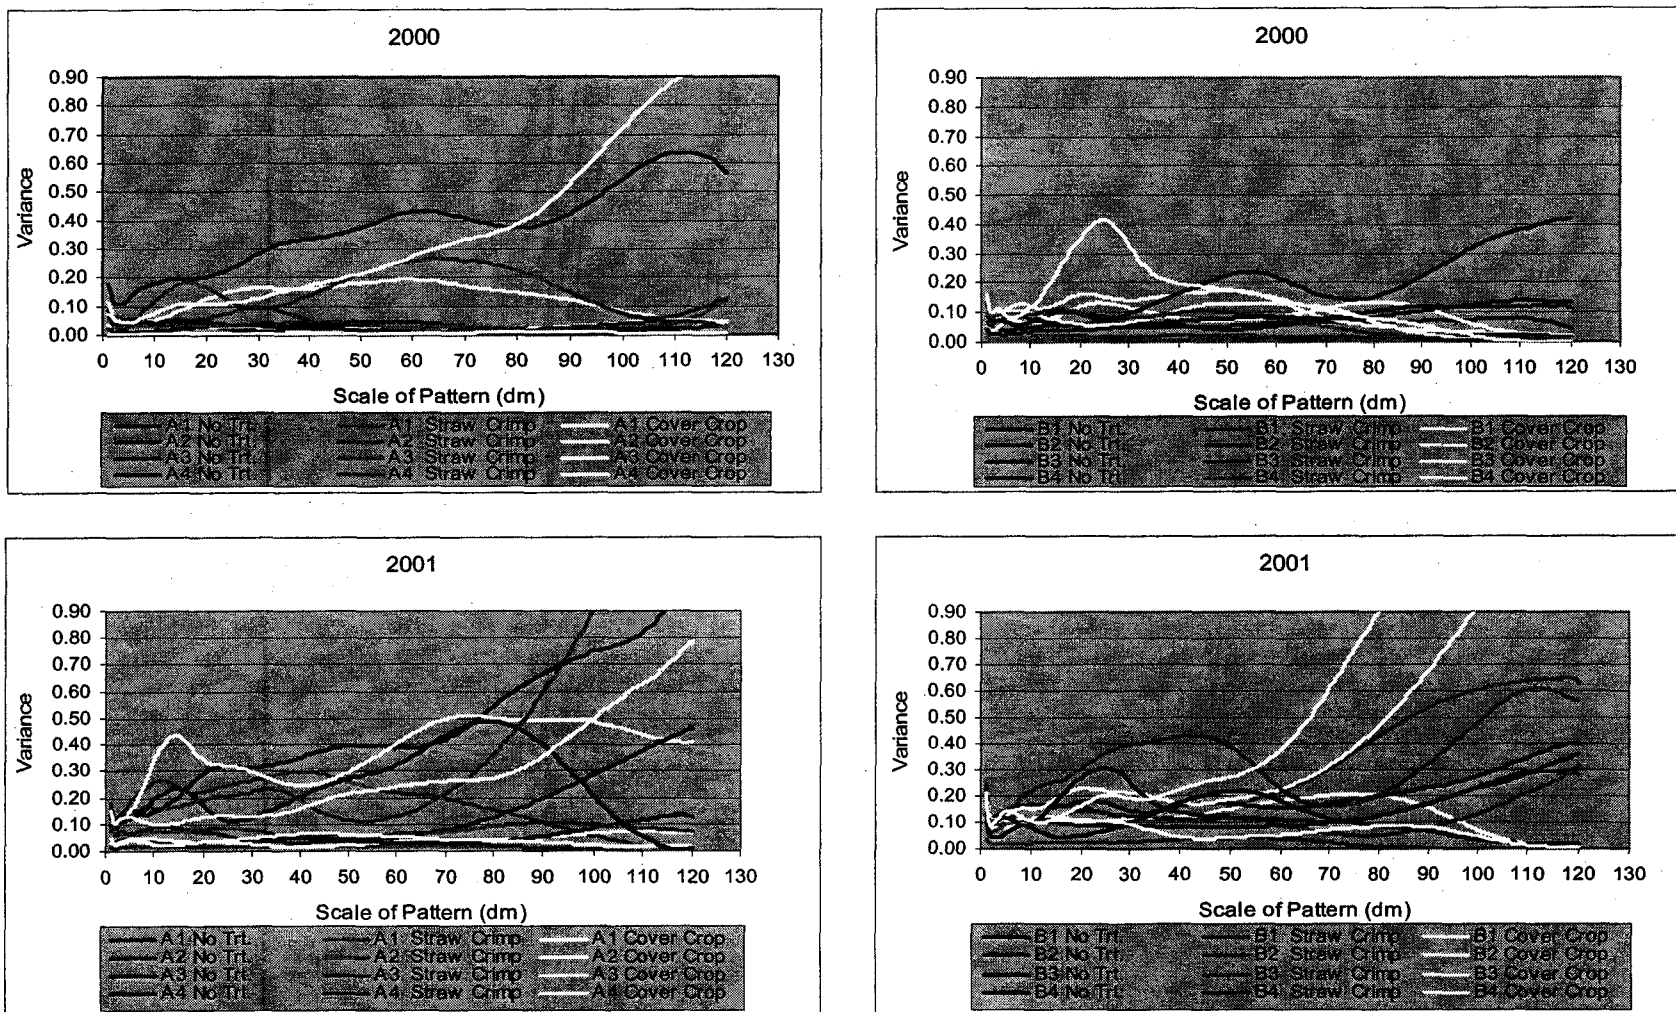 2000
0.90
0.80
0.70
0.60
0.50
0.40
0.30
0.20
0.10
0.00
Variance
0 10 20 30 40 50 60 70 80 90 100 110 120 130
Scale of Pattern (dm)
A1 No Trt. A1 Straw Crimp A1 Cover Crop
A2 No Trt. A2 Straw Crimp A2 Cover Crop
A3 No Trt. A3 Straw Crimp A3 Cover Crop
A4 No Trt. A4 Straw Crimp A4 Cover Crop
2000
0.90
0.80
0.70
0.60
0.50
0.40
0.30
0.20
0.10
0.00
Variance
0 10 20 30 40 50 60 70 80 90 100 110 120 130
Scale of Pattern (dm)
B1 No Trt. B1 Straw Crimp B1 Cover Crop
B2 No Trt. B2 Straw Crimp B2 Cover Crop
B3 No Trt. B3 Straw Crimp B3 Cover Crop
B4 No Trt. B4 Straw Crimp B4 Cover Crop
2001
0.90
0.80
0.70
0.60
0.50
0.40
0.30
0.20
0.10
0.00
Variance
0 10 20 30 40 50 60 70 80 90 100 110 120 130
Scale of Pattern (dm)
A1 No Trt. A1 Straw Crimp A1 Cover Crop
A2 No Trt. A2 Straw Crimp A2 Cover Crop
A3 No Trt. A3 Straw Crimp A3 Cover Crop
A4 No Trt. A4 Straw Crimp A4 Cover Crop
2001
0.90
0.80
0.70
0.60
0.50
0.40
0.30
0.20
0.10
0.00
Variance
0 10 20 30 40 50 60 70 80 90 100 110 120 130
Scale of Pattern (dm)
B1 No Trt. B1 Straw Crimp B1 Cover Crop
B2 No Trt. B2 Straw Crimp B2 Cover Crop
B3 No Trt. B3 Straw Crimp B3 Cover Crop
B4 No Trt. B4 Straw Crimp B4 Cover Crop